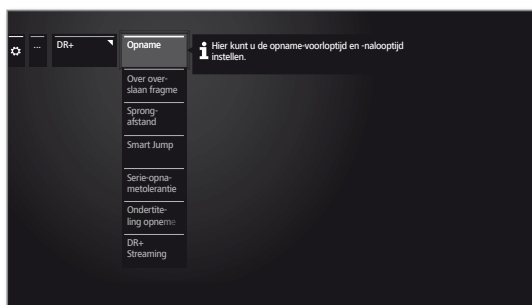 ...
DR+
Opname
Hier kunt u de opname-voorloptijd en -nalooptijd
instellen.
Over over-
slaan fragme
Sprong-
afstand
Smart Jump
Serie-opna-
metolerantie
Ondertite-
ling opneme
DR+
Streaming